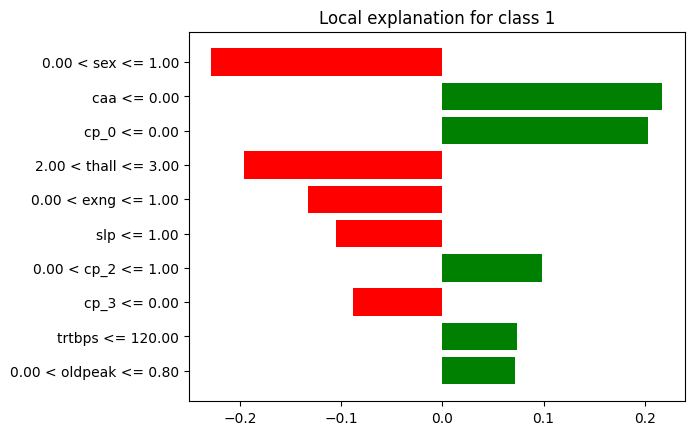 Local explanation for class 1
0.00 < sex <= 1.00
caa <= 0.00
cp_0 <= 0.00
2.00 < thall <= 3.00
0.00 < exng <= 1.00
slp <= 1.00
0.00 < cp_2 <= 1.00
cp_3 <= 0.00
trtbps <= 120.00
0.00 < oldpeak <= 0.80
−0.2 −0.1 0.0 0.1 0.2